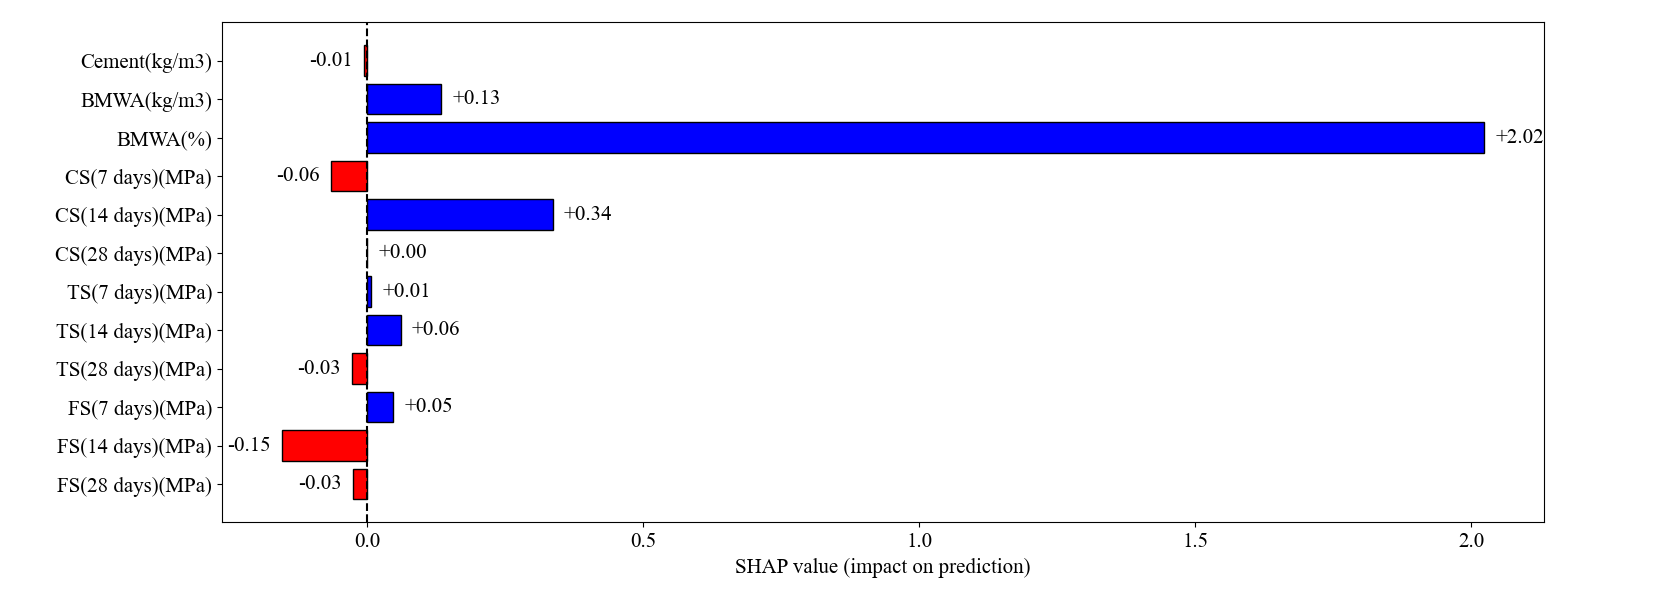 Cement(kg/m3) -0.01
BMWA(kg/m3) +0.13
BMWA(%) +2.02
CS(7 days)(MPa) -0.06
CS(14 days)(MPa) +0.34
CS(28 days)(MPa) +0.00
TS(7 days)(MPa) +0.01
TS(14 days)(MPa) +0.06
TS(28 days)(MPa) -0.03
FS(7 days)(MPa) +0.05
FS(14 days)(MPa) -0.15
FS(28 days)(MPa) -0.03
0.0 0.5 1.0 1.5 2.0
SHAP value (impact on prediction)